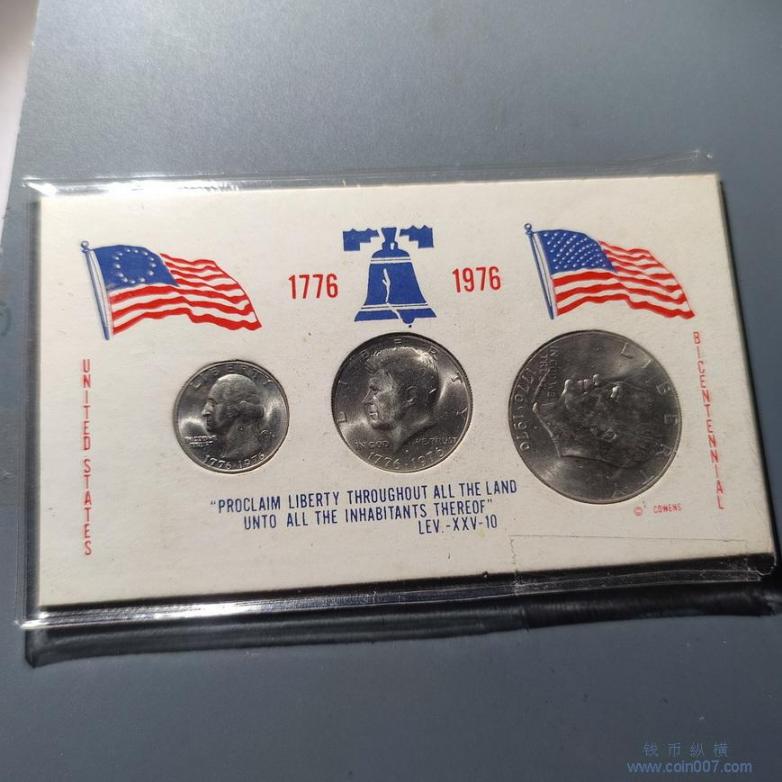 1776
1976
UNITED STATES
BICENTENNIAL
LIBERTY
1776·1976
LIBERTY
IN GOD WE TRUST
1776·1976
LIBERTY
1776·1976
"PROCLAIM LIBERTY THROUGHOUT ALL THE LAND
UNTO ALL THE INHABITANTS THEREOF"
LEV.-XXV-10
© COWENS
钱币纵横
www.coin007.com